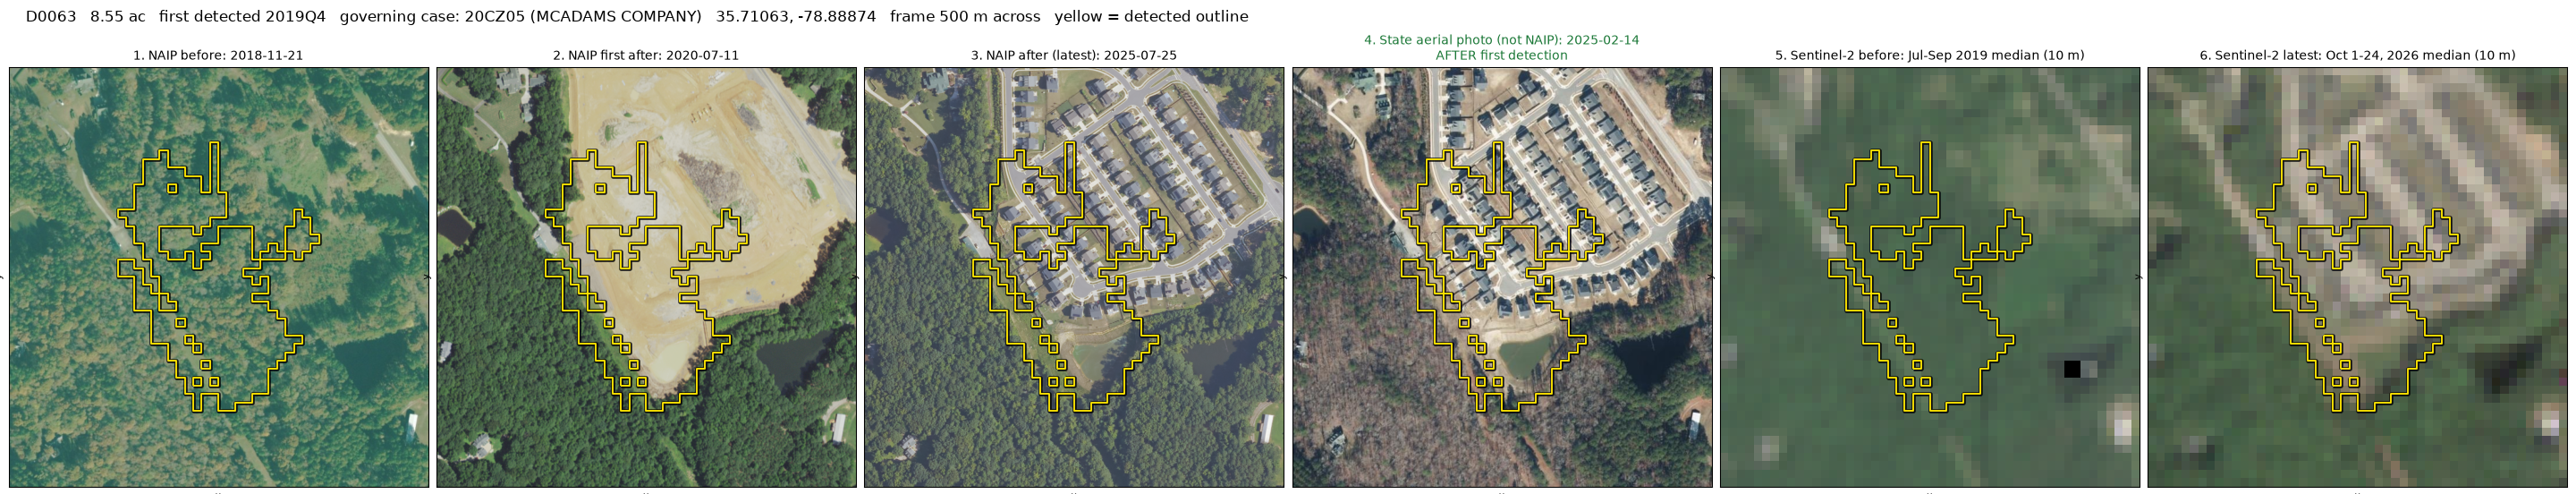 D0063 8.55 ac first detected 2019Q4 governing case: 20CZ05 (MCADAMS COMPANY) 35.71063, -78.88874 frame 500 m across yellow = detected outline
1. NAIP before: 2018-11-21
2. NAIP first after: 2020-07-11
3. NAIP after (latest): 2025-07-25
4. State aerial photo (not NAIP): 2025-02-14
AFTER first detection
5. Sentinel-2 before: Jul-Sep 2019 median (10 m)
6. Sentinel-2 latest: Oct 1-24, 2026 median (10 m)